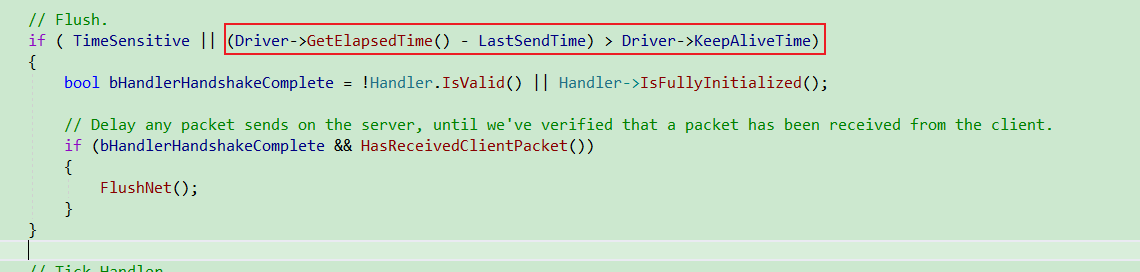 // Flush.
if ( TimeSensitive || (Driver->GetElapsedTime() - LastSendTime) > Driver->KeepAliveTime)
{
bool bHandlerHandshakeComplete = !Handler.IsValid() || Handler->IsFullyInitialized();
// Delay any packet sends on the server, until we've verified that a packet has been received from the client.
if (bHandlerHandshakeComplete && HasReceivedClientPacket())
{
FlushNet();
}
}
// Tick Handler